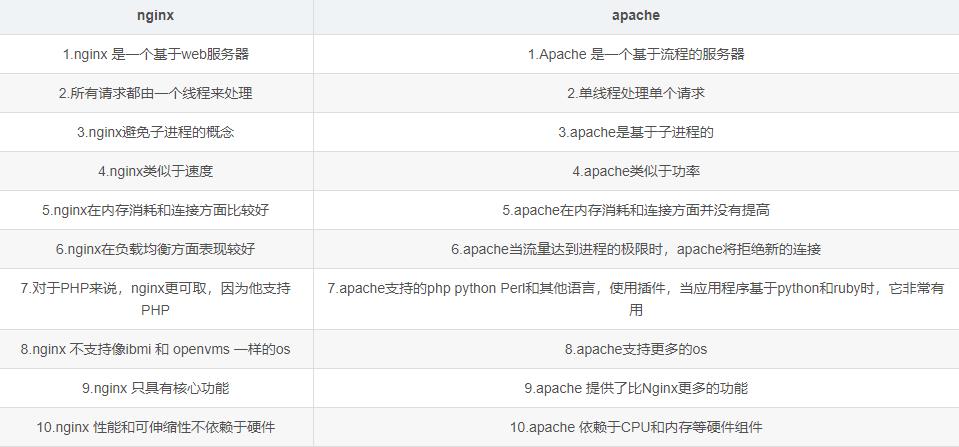 nginx
apache
1.nginx 是一个基于web服务器
1.Apache 是一个基于流程的服务器
2.所有请求都由一个线程来处理
2.单线程处理单个请求
3.nginx避免子进程的概念
3.apache是基于子进程的
4.nginx类似于速度
4.apache类似于功率
5.nginx在内存消耗和连接方面比较好
5.apache在内存消耗和连接方面并没有提高
6.nginx在负载均衡方面表现较好
6.apache当流量达到进程的极限时，apache将拒绝新的连接
7.对于PHP来说，nginx更可取，因为他支持
PHP
7.apache支持的php python Perl和其他语言，使用插件，当应用程序基于python和ruby时，它非常有
用
8.nginx 不支持像ibmi 和 openvms 一样的os
8.apache支持更多的os
9.nginx 只具有核心功能
9.apache 提供了比Nginx更多的功能
10.nginx 性能和可伸缩性不依赖于硬件
10.apache 依赖于CPU和内存等硬件组件